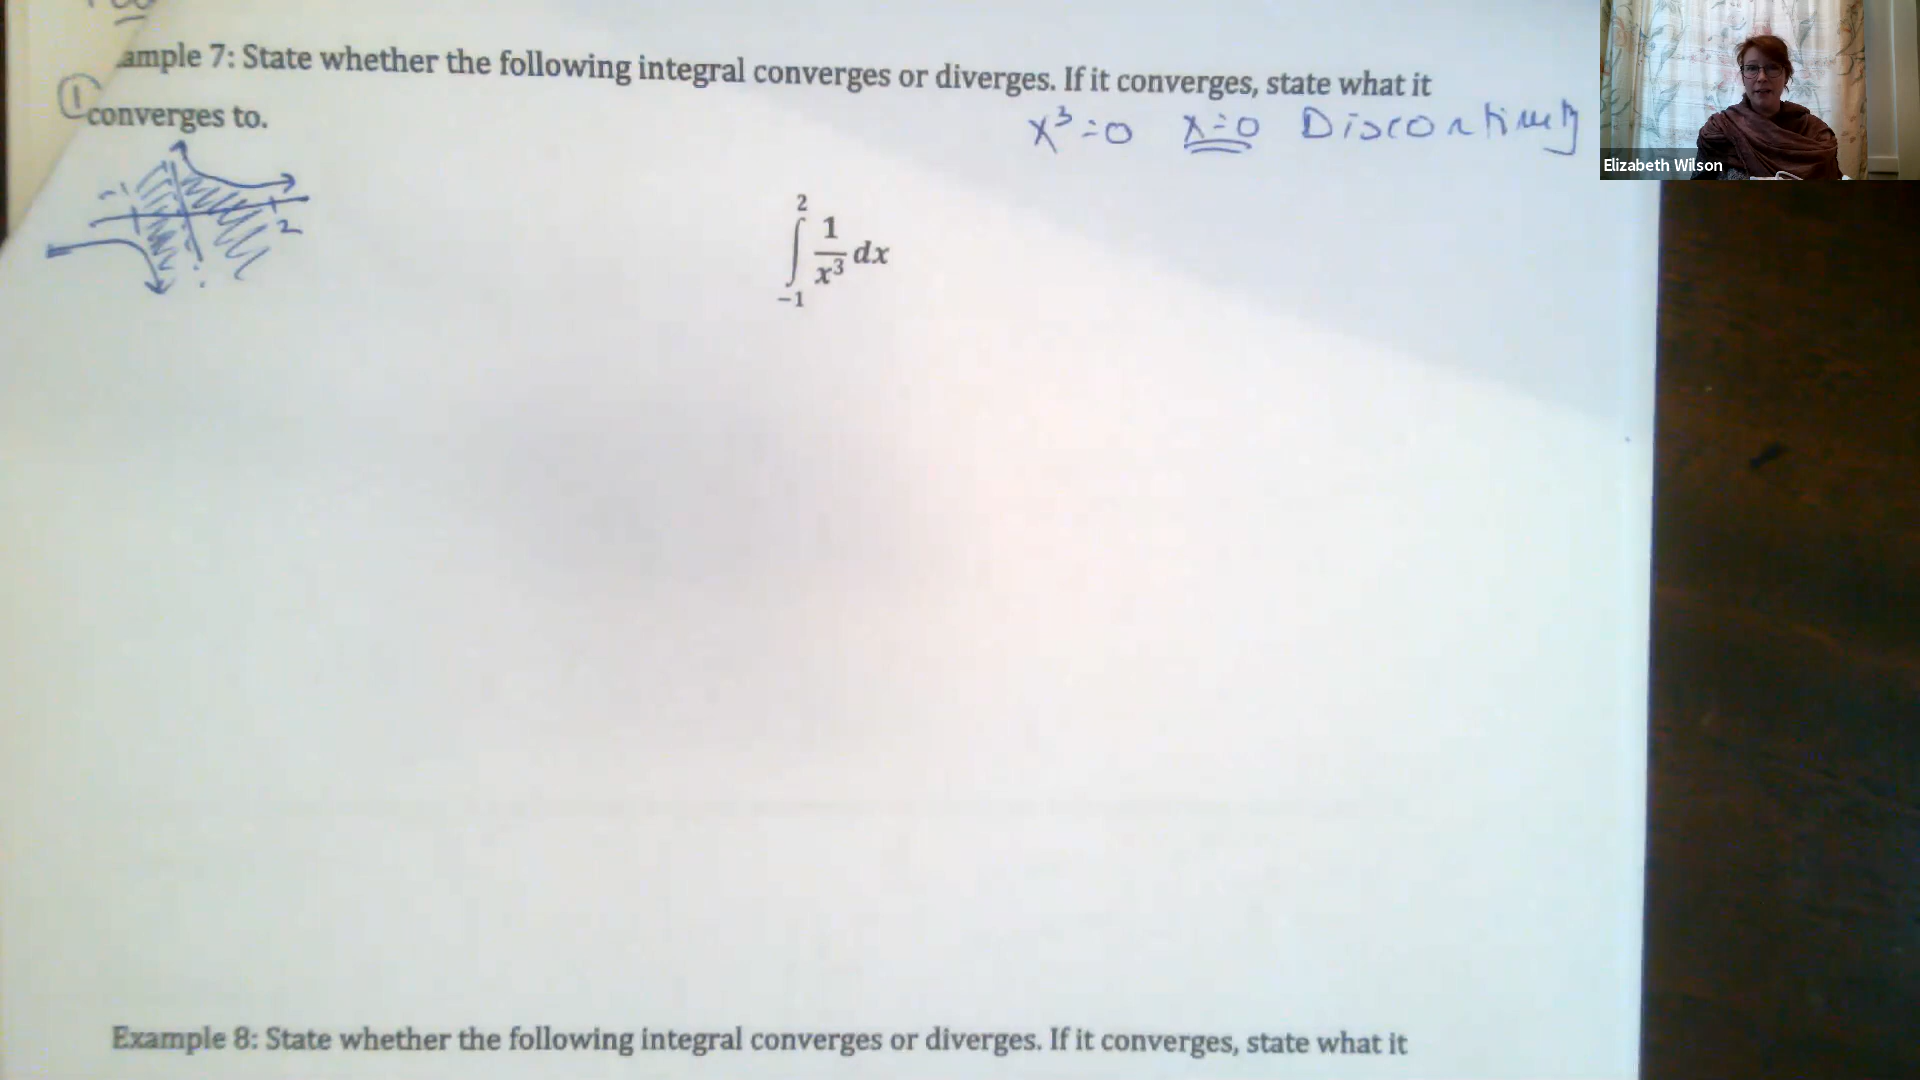 ample 7: State whether the following integral converges or diverges. If it converges, state what it
① converges to.
x³=0 x=0 Discontinuity
-1 2
∫₋₁² 1/x³ dx
Elizabeth Wilson
Example 8: State whether the following integral converges or diverges. If it converges, state what it